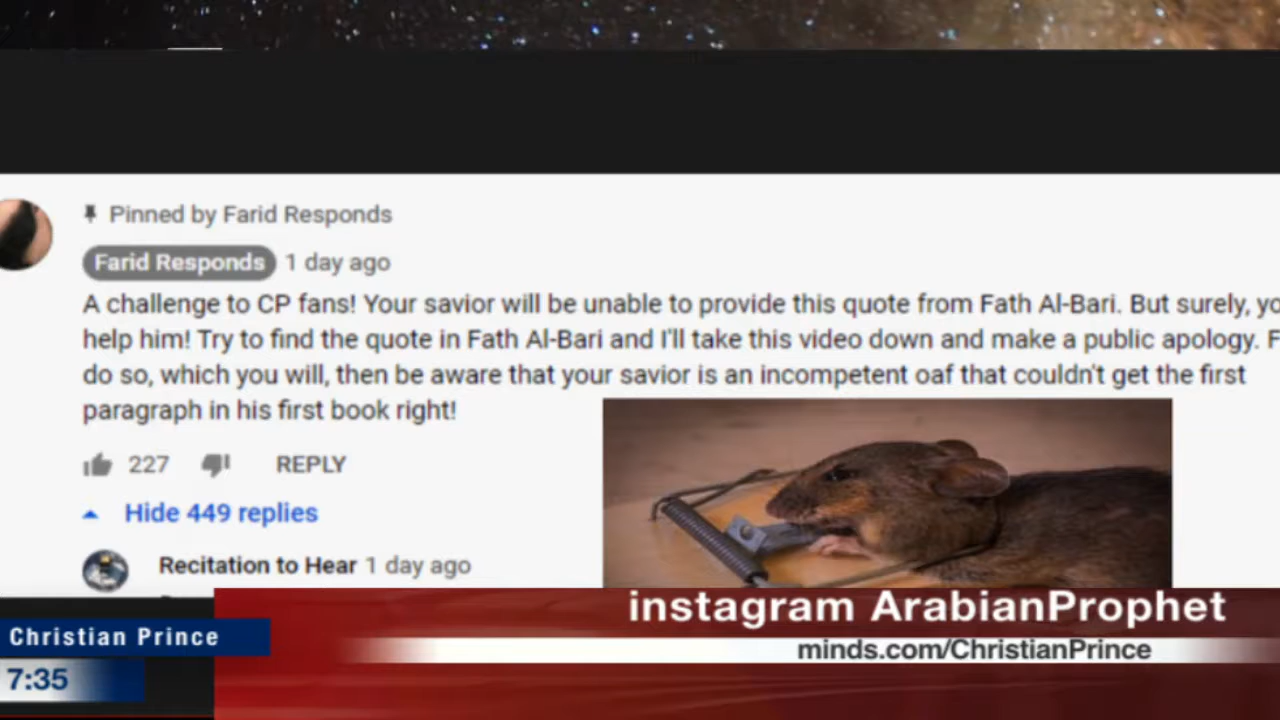 Pinned by Farid Responds
Farid Responds 1 day ago
A challenge to CP fans! Your savior will be unable to provide this quote from Fath Al-Bari. But surely,
help him! Try to find the quote in Fath Al-Bari and I'll take this video down and make a public apology.
do so, which you will, then be aware that your savior is an incompetent oaf that couldn't get the first
paragraph in his first book right!
227 REPLY
Hide 449 replies
Recitation to Hear 1 day ago
instagram ArabianProphet
Christian Prince
minds.com/ChristianPrince
7:35